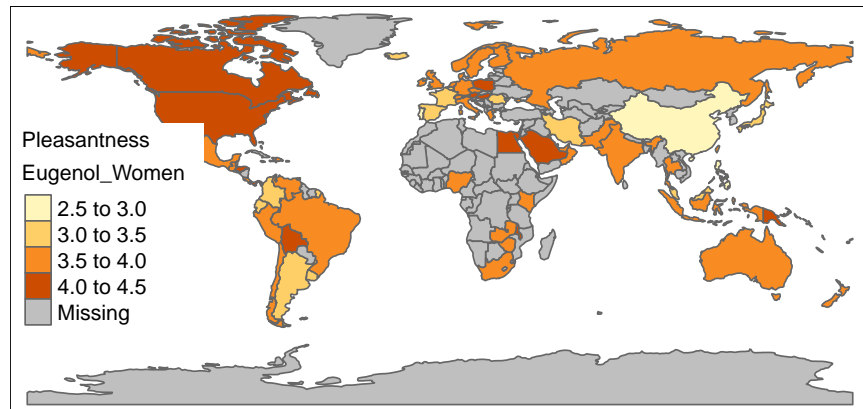 Pleasantness
Eugenol_Women
2.5 to 3.0
3.0 to 3.5
3.5 to 4.0
4.0 to 4.5
Missing